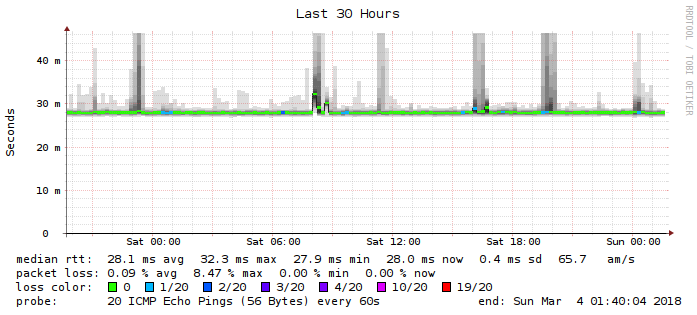 Last 30 Hours
RRDTOOL / TOBI OETIKER
Seconds
40 m
30 m
20 m
10 m
0
Sat 00:00 Sat 06:00 Sat 12:00 Sat 18:00 Sun 00:00
median rtt: 28.1 ms avg 32.3 ms max 27.9 ms min 28.0 ms now 0.4 ms sd 65.7 am/s
packet loss: 0.09 % avg 8.47 % max 0.00 % min 0.00 % now
loss color: 0 1/20 2/20 3/20 4/20 10/20 19/20
probe: 20 ICMP Echo Pings (56 Bytes) every 60s end: Sun Mar 4 01:40:04 2018